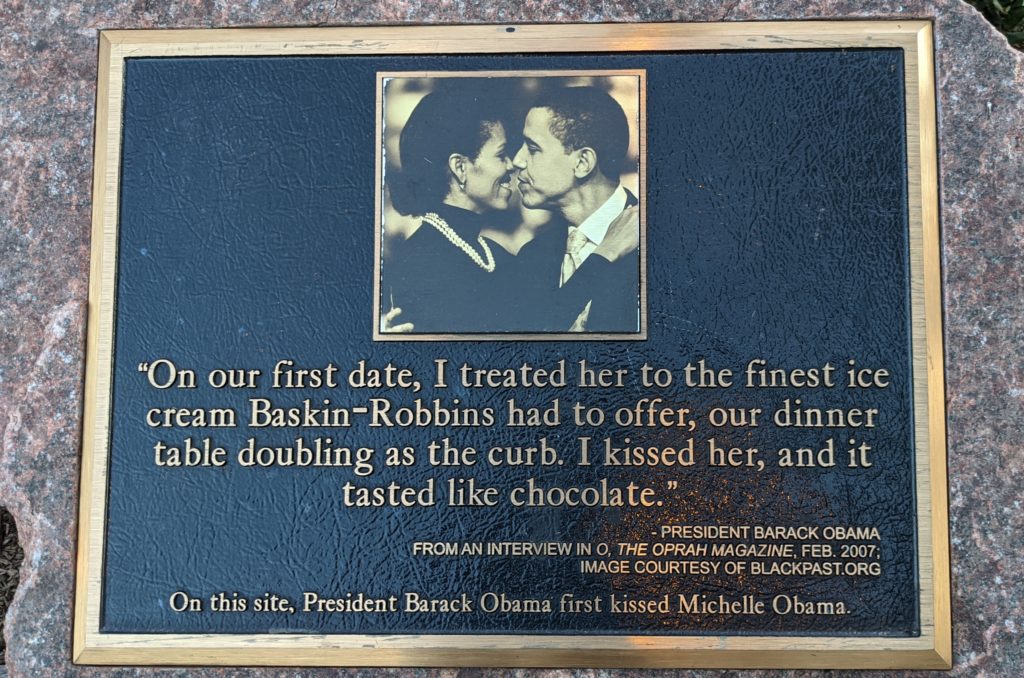 “On our first date, I treated her to the finest ice
cream Baskin-Robbins had to offer, our dinner
table doubling as the curb. I kissed her, and it
tasted like chocolate.”
- PRESIDENT BARACK OBAMA
FROM AN INTERVIEW IN O, THE OPRAH MAGAZINE, FEB. 2007;
IMAGE COURTESY OF BLACKPAST.ORG
On this site, President Barack Obama first kissed Michelle Obama.